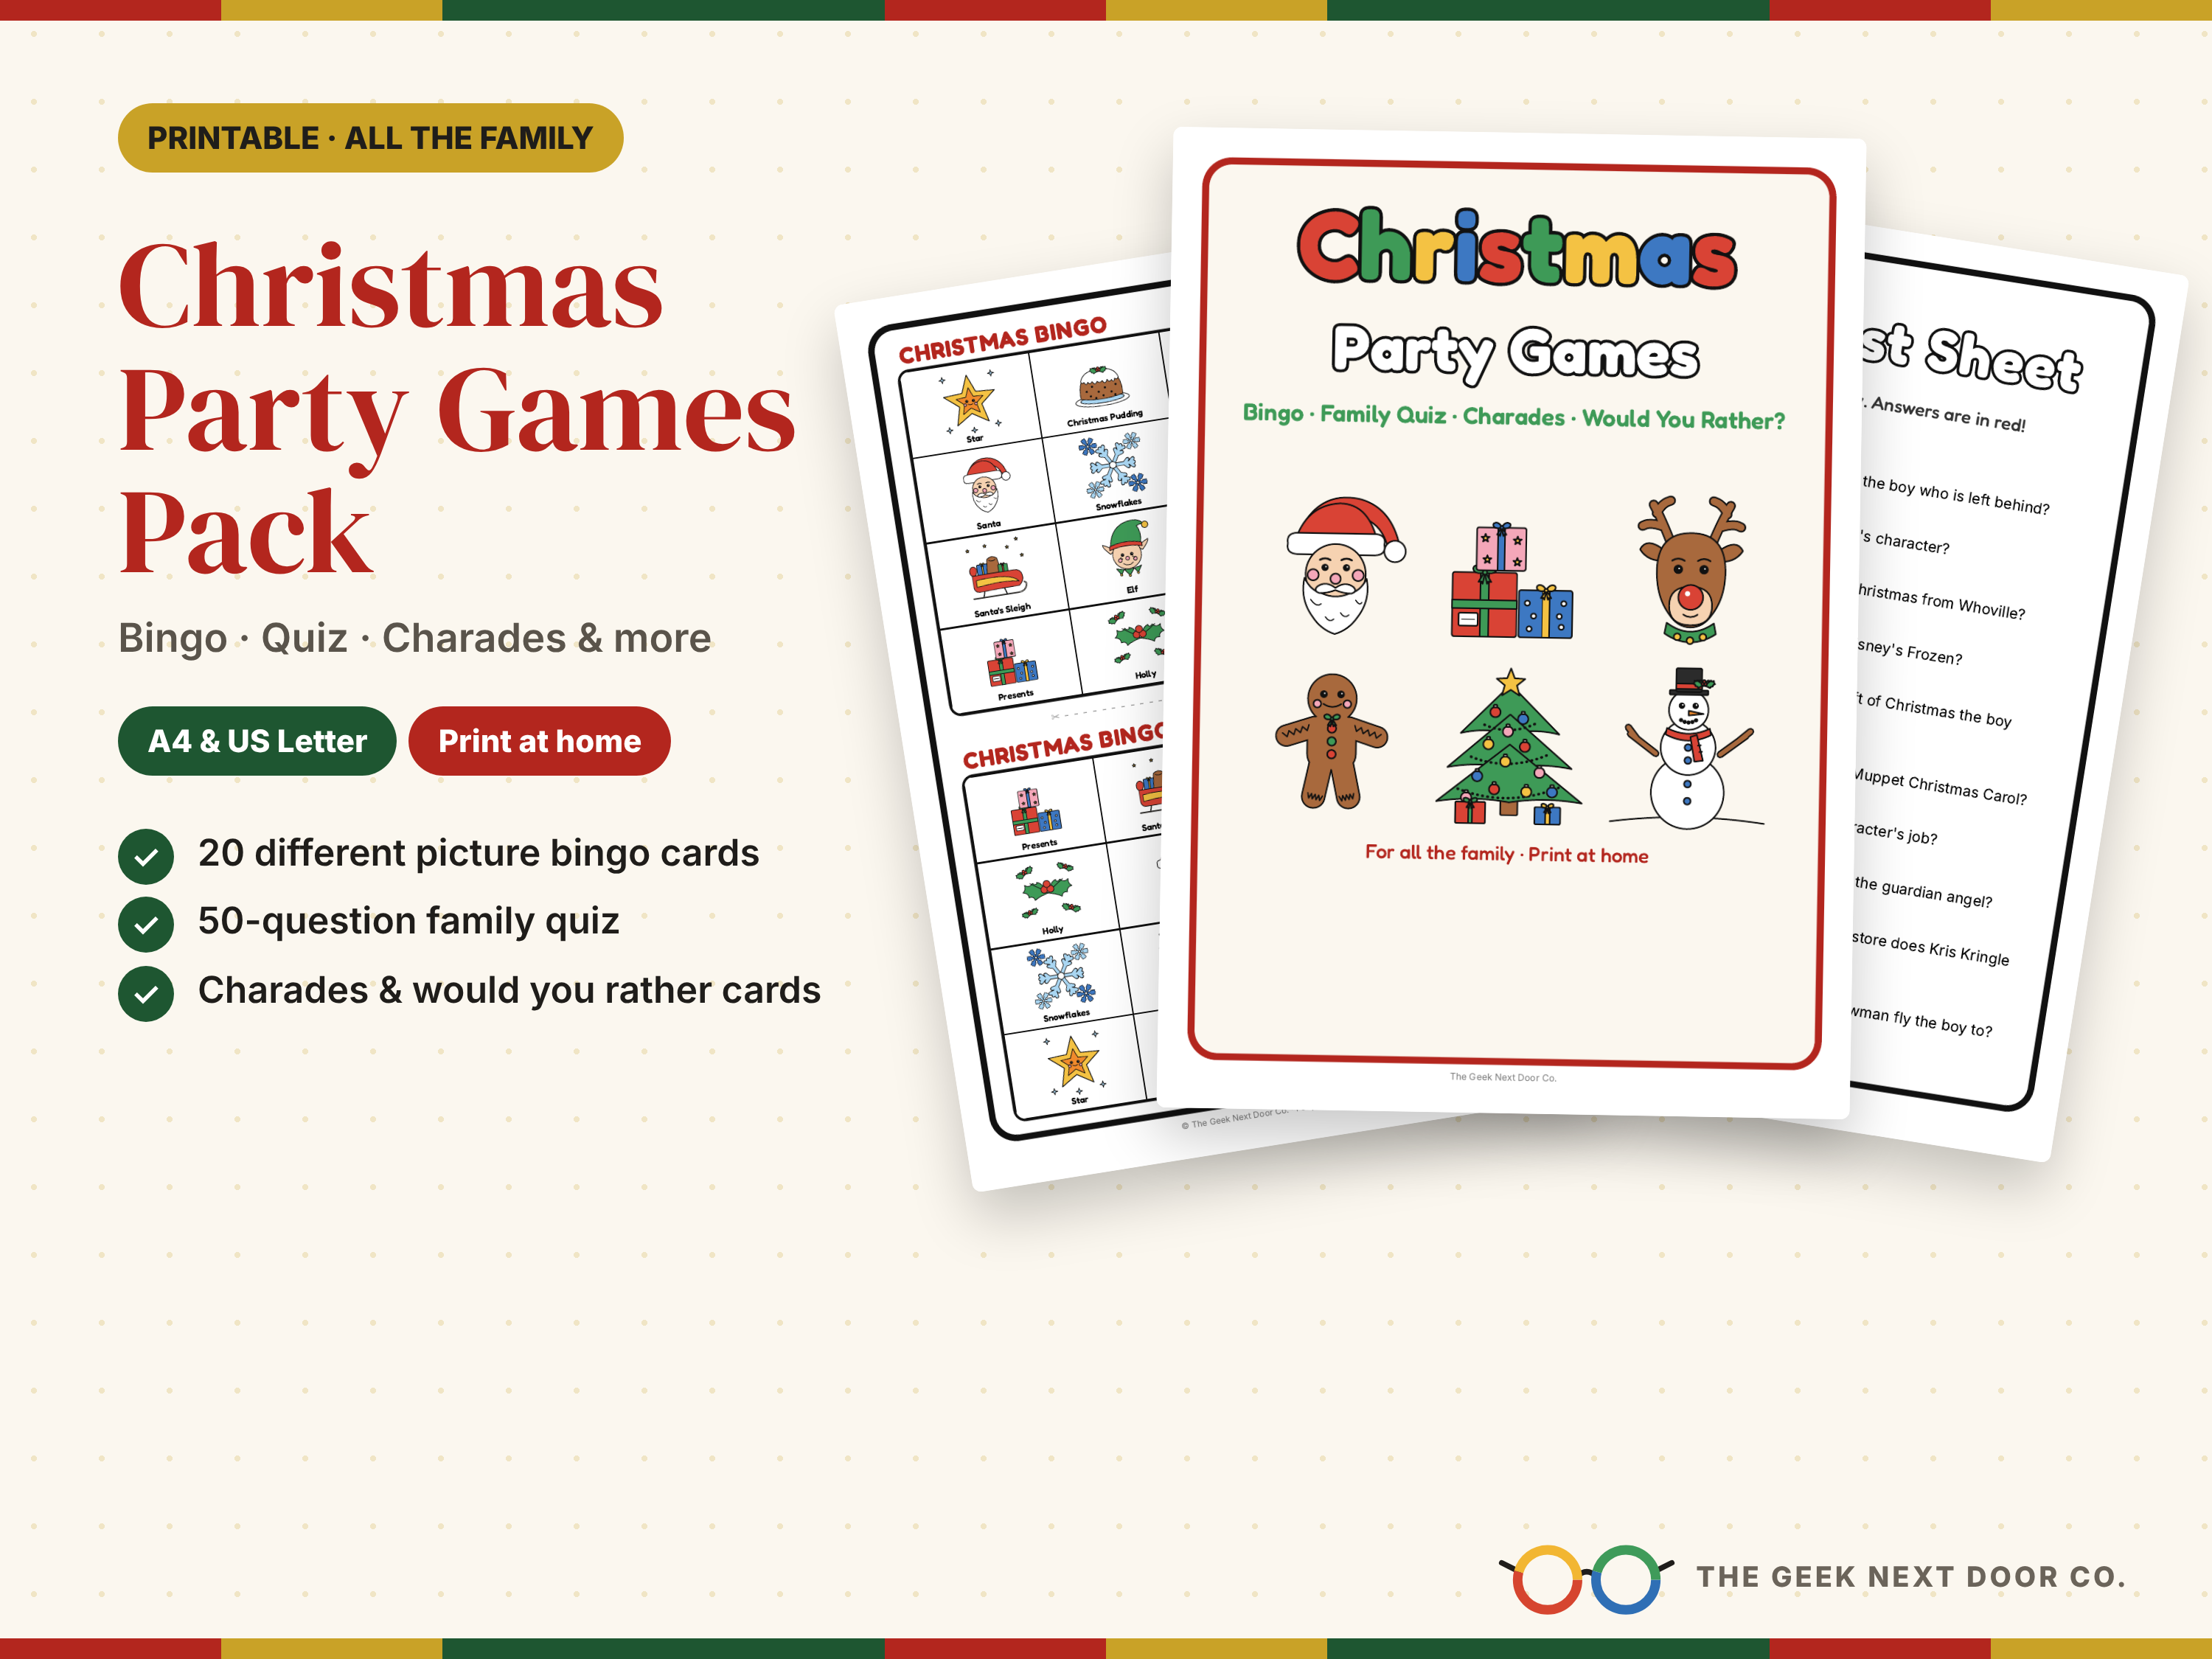 PRINTABLE · ALL THE FAMILY
Christmas
Party Games
Pack
Bingo · Quiz · Charades & more
A4 & US Letter
Print at home
20 different picture bingo cards
50-question family quiz
Charades & would you rather cards
CHRISTMAS BINGO
Star
Christmas Pudding
Santa
Snowflakes
Santa's Sleigh
Elf
Presents
Holly
CHRISTMAS BINGO
Presents
Holly
Snowflakes
Star
© The Geek Next Door Co.
Christmas
Party Games
Bingo · Family Quiz · Charades · Would You Rather?
For all the family · Print at home
The Geek Next Door Co.
Sheet
Answers are in red!
the boy who is left behind?
's character?
hristmas from Whoville?
sney's Frozen?
of Christmas the boy
Muppet Christmas Carol?
racter's job?
the guardian angel?
store does Kris Kringle
wman fly the boy to?
THE GEEK NEXT DOOR CO.